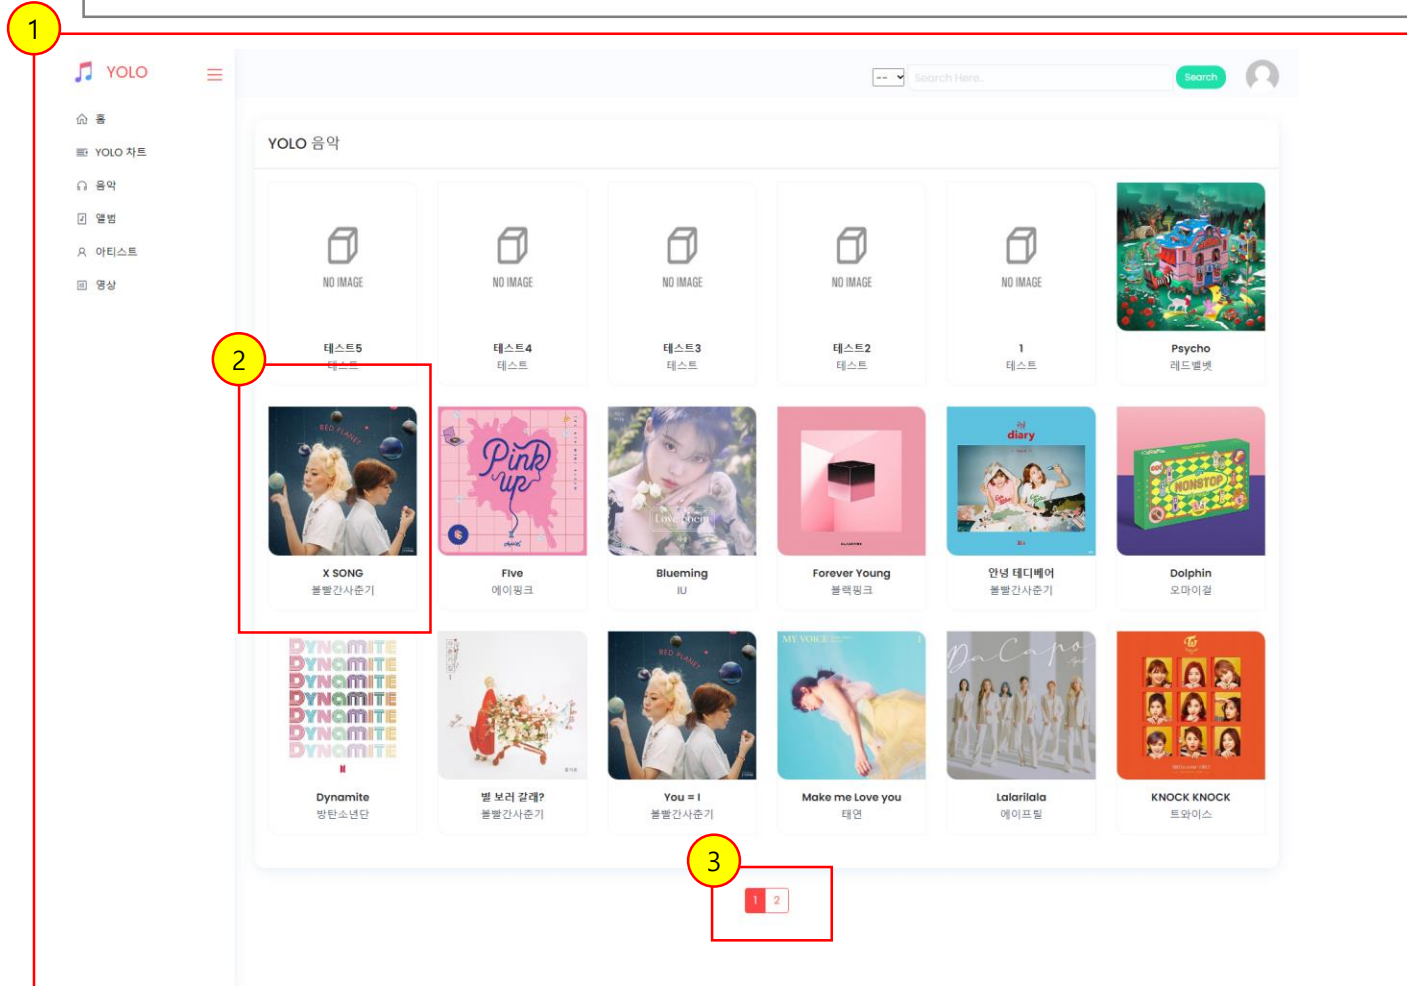 1
YOLO
--
Search Here..
Search
홈
YOLO 차트
음악
앨범
아티스트
영상
YOLO 음악
NO IMAGE
NO IMAGE
NO IMAGE
NO IMAGE
NO IMAGE
테스트5
테스트
테스트4
테스트
테스트3
테스트
테스트2
테스트
1
테스트
Psycho
레드벨벳
2
RED PLANET
Pink up
Love poem
diary
NONSTOP
X SONG
볼빨간사춘기
FIve
에이핑크
Blueming
IU
Forever Young
블랙핑크
안녕 테디베어
볼빨간사춘기
Dolphin
오마이걸
DYNAMITE
DYNAMITE
DYNAMITE
DYNAMITE
DYNAMITE
DYNAMITE
DYNAMITE
RED PLANET
MY VOICE
Da Capo
Dynamite
방탄소년단
별 보러 갈래?
볼빨간사춘기
You = I
볼빨간사춘기
Make me Love you
태연
Lalarilala
에이프릴
KNOCK KNOCK
트와이스
3
1
2